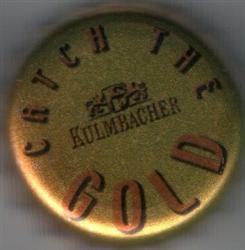 CATCH THE
KULMBACHER
GOLD